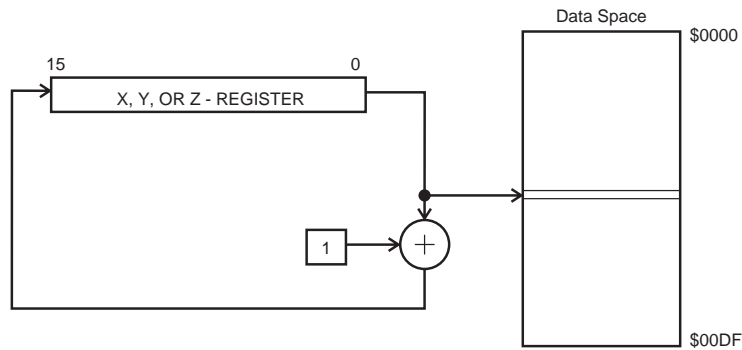 Data Space
$0000
15
0
X, Y, OR Z - REGISTER
1
+
$00DF